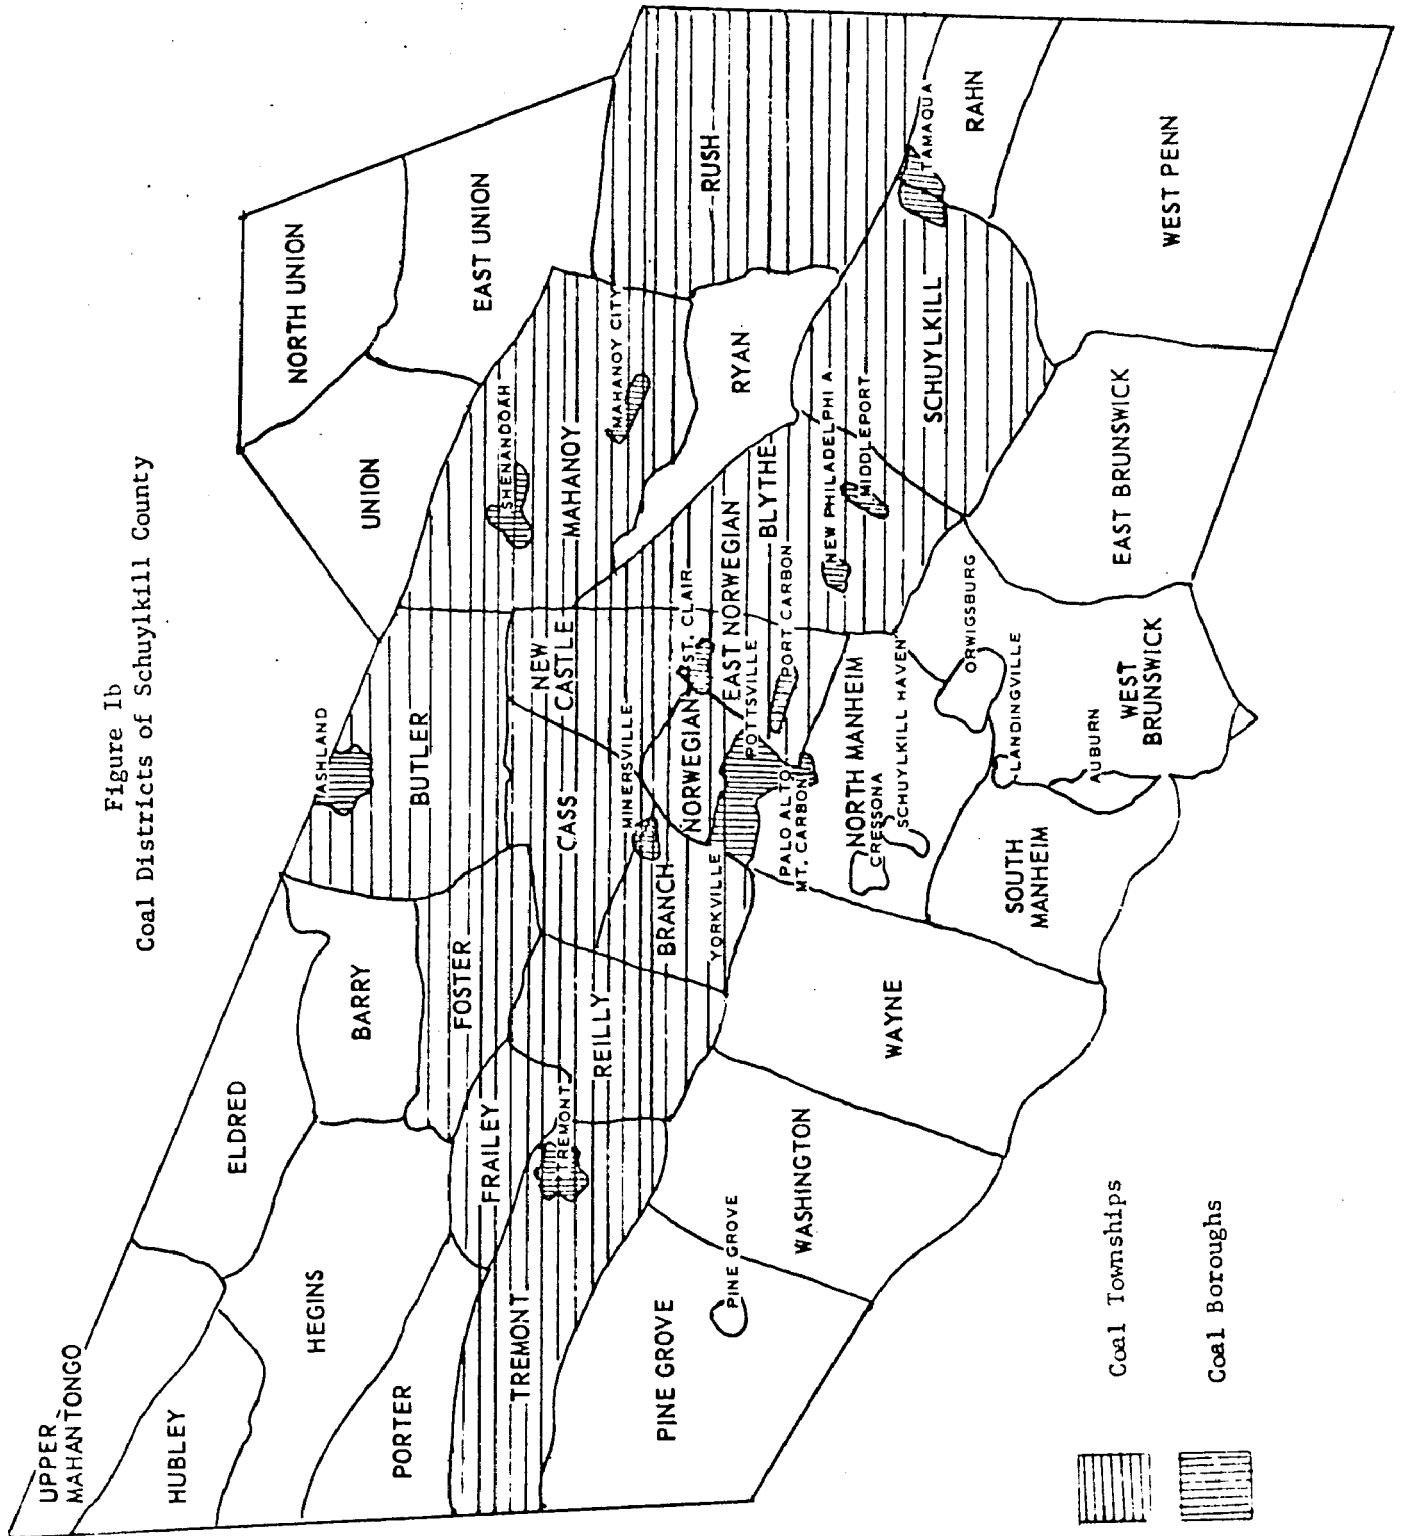 Figure 1b
Coal Districts of Schuylkill County
UPPER
MAHANTONGO
HUBLEY
ELDRED
HEGINS
PORTER
BARRY
ASHLAND
BUTLER
FOSTER
FRAILEY
TREMONT
TREMONT
REILLY
UNION
NORTH UNION
EAST UNION
SHENANDOAH
MAHANOY
MAHANOY CITY
RUSH
RYAN
NEW
CASTLE
CASS
MINERSVILLE
BRANCH
NORWEGIAN
ST. CLAIR
EAST NORWEGIAN
BLYTHE
YORKVILLE
POTTSVILLE
PORT CARBON
PALO ALTO
MT. CARBON
NEW PHILADELPHIA
MIDDLEPORT
SCHUYLKILL
TAMAQUA
RAHN
WEST PENN
PINE GROVE
PINE GROVE
WASHINGTON
WAYNE
NORTH MANHEIM
CRESSONA
SCHUYLKILL HAVEN
ORWIGSBURG
LANDINGVILLE
AUBURN
SOUTH
MANHEIM
WEST
BRUNSWICK
EAST BRUNSWICK
Coal Townships
Coal Boroughs